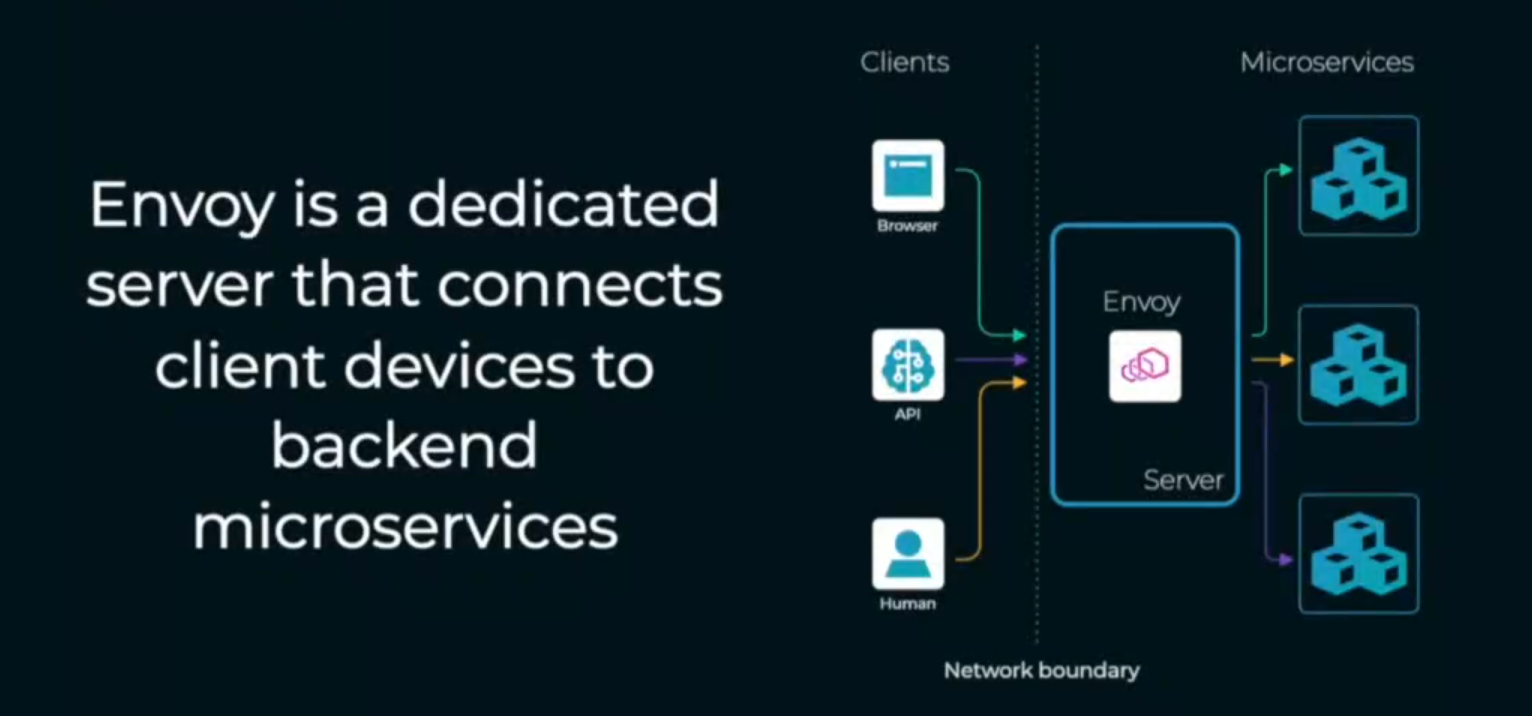 Envoy is a dedicated
server that connects
client devices to
backend
microservices
Clients
Microservices
Browser
API
Human
Envoy
Server
Network boundary